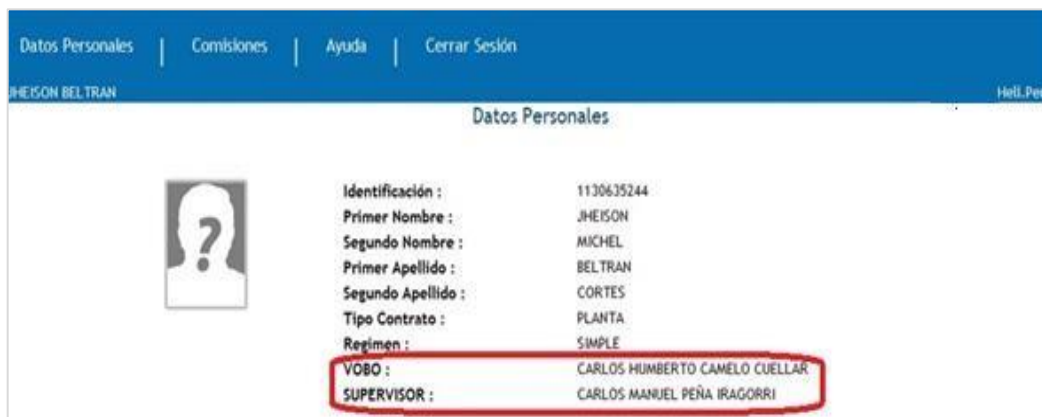 Datos Personales | Comisiones | Ayuda | Cerrar Sesión
JHEISON BELTRAN
Datos Personales
?
Identificación : 1130635244
Primer Nombre : JHEISON
Segundo Nombre : MICHEL
Primer Apellido : BELTRAN
Segundo Apellido : CORTES
Tipo Contrato : PLANTA
Regimen : SIMPLE
VOBO : CARLOS HUMBERTO CAMELO CUELLAR
SUPERVISOR : CARLOS MANUEL PEÑA IRAGORRI